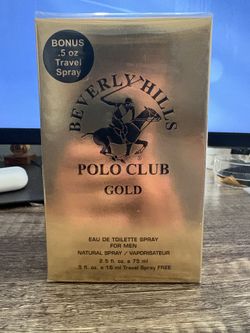 BONUS
.5 oz
Travel
Spray
BEVERLY HILLS
POLO CLUB
GOLD
EAU DE TOILETTE SPRAY
FOR MEN
NATURAL SPRAY / VAPORISATEUR
2.5 fl. oz e 75 ml
.5 fl. oz e 16 ml Travel Spray FREE